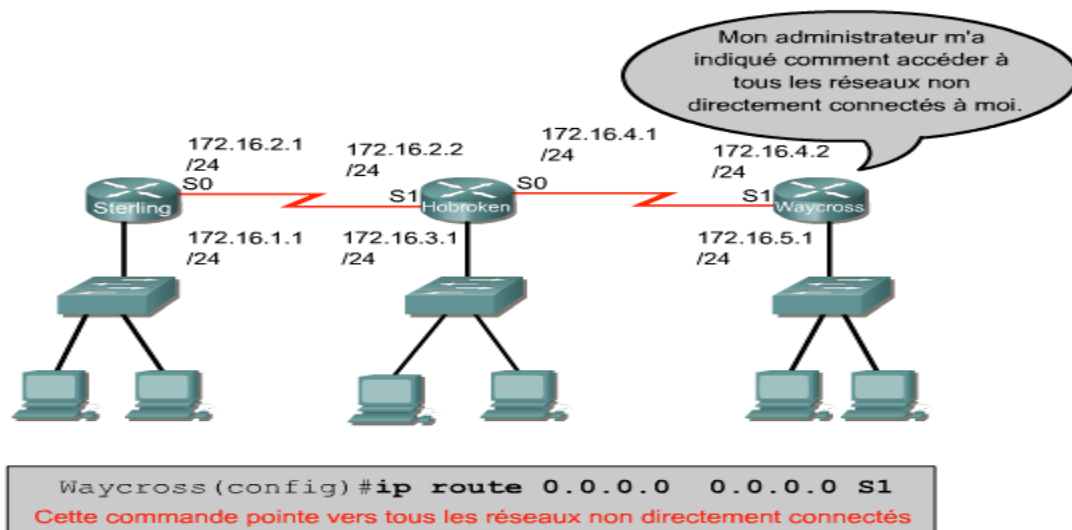 Mon administrateur m'a
indiqué comment accéder à
tous les réseaux non
directement connectés à moi.
172.16.2.1
/24
172.16.2.2
/24
172.16.4.1
/24
172.16.4.2
/24
S0
S1
S0
S1
Sterling
Hobroken
Waycross
172.16.1.1
/24
172.16.3.1
/24
172.16.5.1
/24
Waycross(config)#ip route 0.0.0.0 0.0.0.0 S1
Cette commande pointe vers tous les réseaux non directement connectés